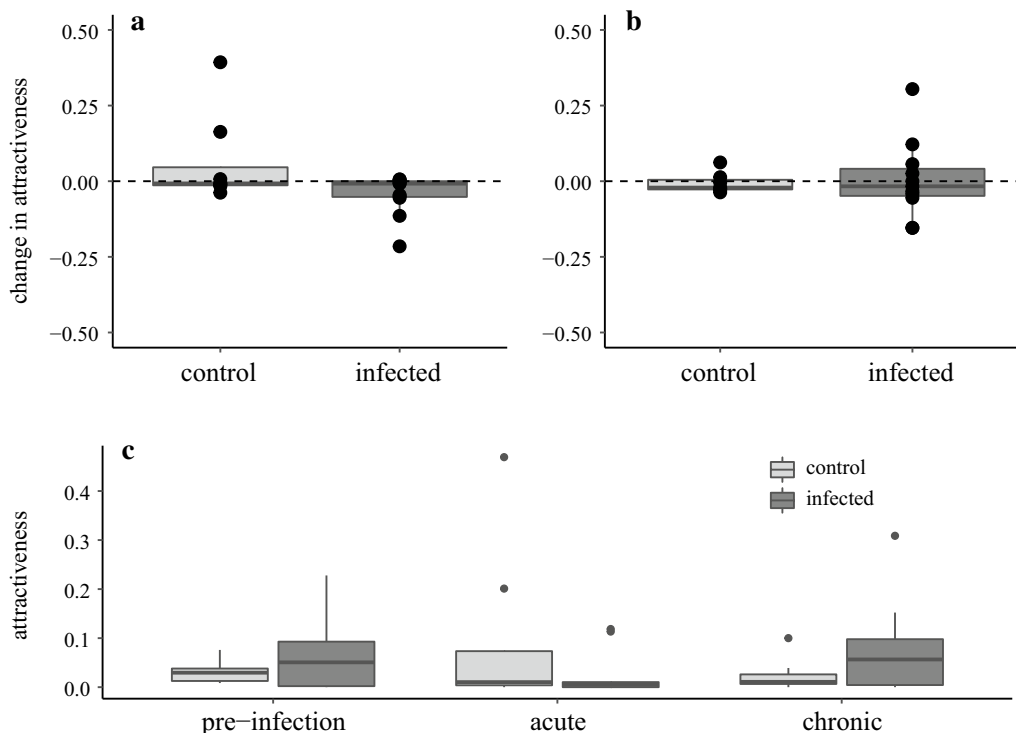 a
b
0.50
0.25
0.00
−0.25
−0.50
change in attractiveness
control infected
0.50
0.25
0.00
−0.25
−0.50
control infected
c
control
infected
0.4
0.3
0.2
0.1
0.0
attractiveness
pre−infection acute chronic